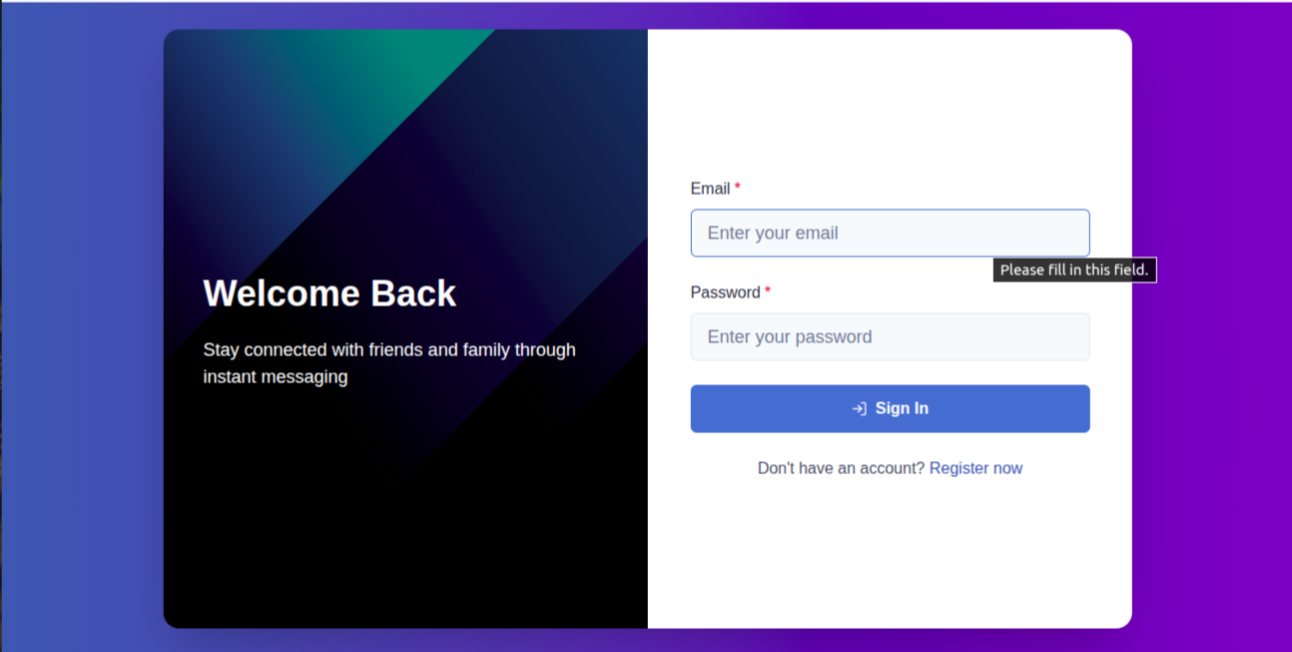 Welcome Back
Stay connected with friends and family through
instant messaging
Email *
Enter your email
Please fill in this field.
Password *
Enter your password
Sign In
Don't have an account? Register now